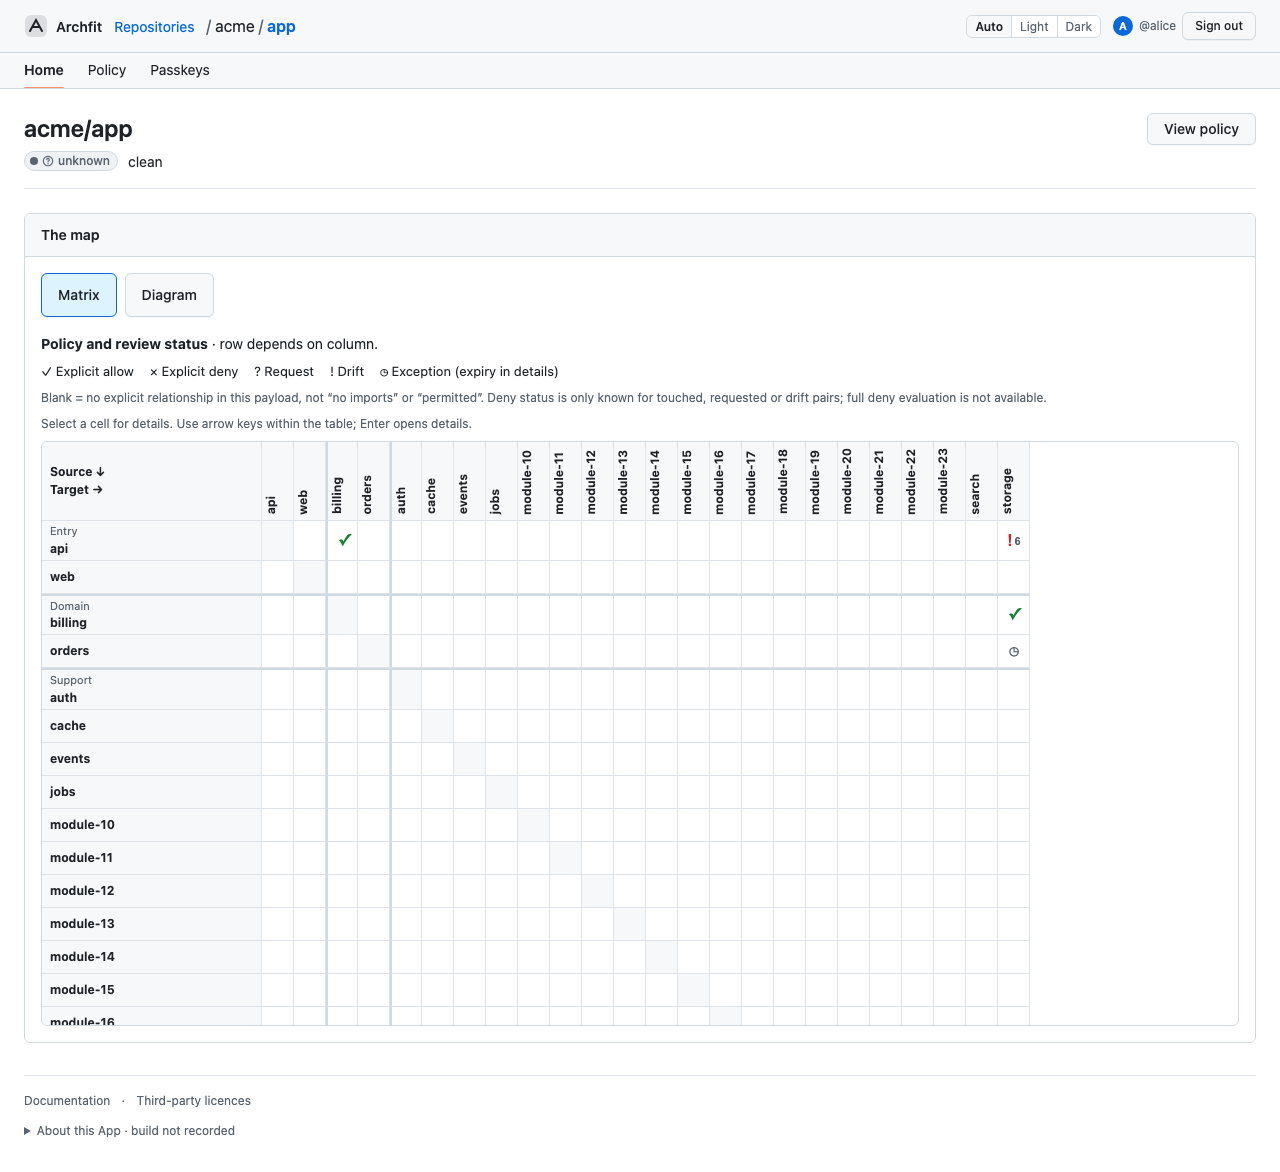 Archfit Repositories / acme / app
Auto Light Dark A @alice Sign out
Home Policy Passkeys
acme/app
View policy
unknown clean
The map
Matrix Diagram
Policy and review status · row depends on column.
✓ Explicit allow × Explicit deny ? Request ! Drift ◷ Exception (expiry in details)
Blank = no explicit relationship in this payload, not “no imports” or “permitted”. Deny status is only known for touched, requested or drift pairs; full deny evaluation is not available.
Select a cell for details. Use arrow keys within the table; Enter opens details.
Source ↓
Target →
api
web
billing
orders
auth
cache
events
jobs
module-10
module-11
module-12
module-13
module-14
module-15
module-16
module-17
module-18
module-19
module-20
module-21
module-22
module-23
search
storage
Entry
api ✓ ! 6
web
Domain
billing ✓
orders ◷
Support
auth
cache
events
jobs
module-10
module-11
module-12
module-13
module-14
module-15
module-16
Documentation · Third-party licences
▶ About this App · build not recorded